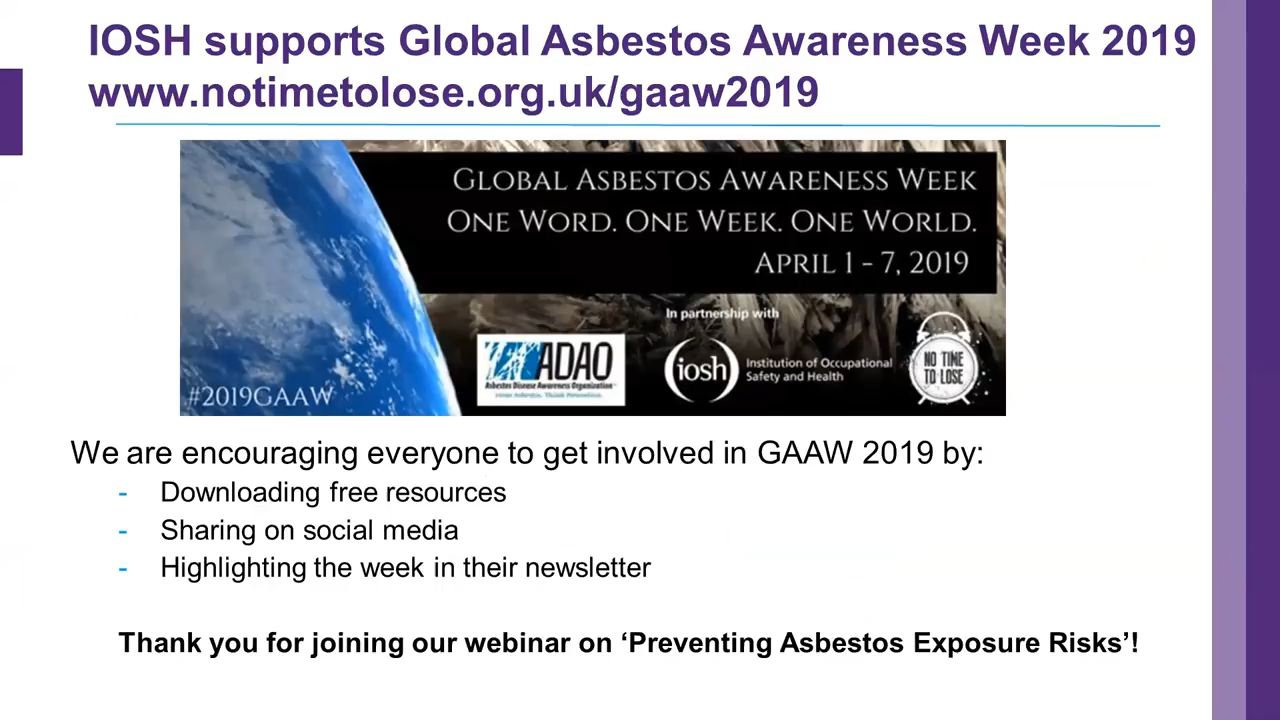 IOSH supports Global Asbestos Awareness Week 2019
www.notimetolose.org.uk/gaaw2019
GLOBAL ASBESTOS AWARENESS WEEK
ONE WORD. ONE WEEK. ONE WORLD.
APRIL 1 – 7, 2019
In partnership with
ADAO
Asbestos Disease Awareness Organization
iosh
Institution of Occupational
Safety and Health
NO TIME
TO LOSE
#2019GAAW
We are encouraging everyone to get involved in GAAW 2019 by:
- Downloading free resources
- Sharing on social media
- Highlighting the week in their newsletter
Thank you for joining our webinar on ‘Preventing Asbestos Exposure Risks’!